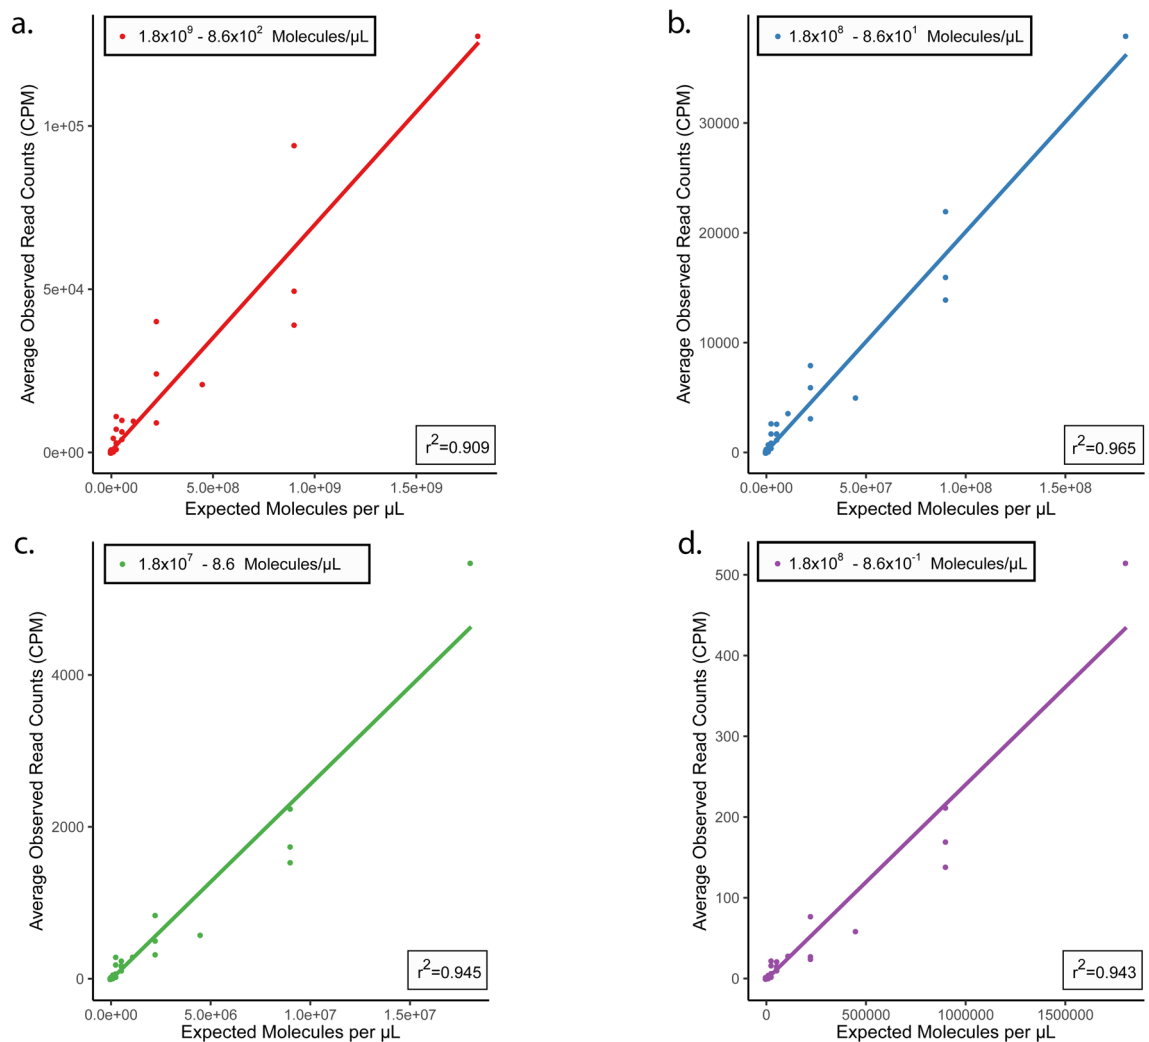 a.
1.8x10⁹ - 8.6x10² Molecules/µL
Average Observed Read Counts (CPM)
1e+05
5e+04
0e+00
r²=0.909
0.0e+00 5.0e+08 1.0e+09 1.5e+09
Expected Molecules per µL
b.
1.8x10⁸ - 8.6x10¹ Molecules/µL
Average Observed Read Counts (CPM)
30000
20000
10000
0
r²=0.965
0.0e+00 5.0e+07 1.0e+08 1.5e+08
Expected Molecules per µL
c.
1.8x10⁷ - 8.6 Molecules/µL
Average Observed Read Counts (CPM)
4000
2000
0
r²=0.945
0.0e+00 5.0e+06 1.0e+07 1.5e+07
Expected Molecules per µL
d.
1.8x10⁸ - 8.6x10⁻¹ Molecules/µL
Average Observed Read Counts (CPM)
500
400
300
200
100
0
r²=0.943
0 500000 1000000 1500000
Expected Molecules per µL